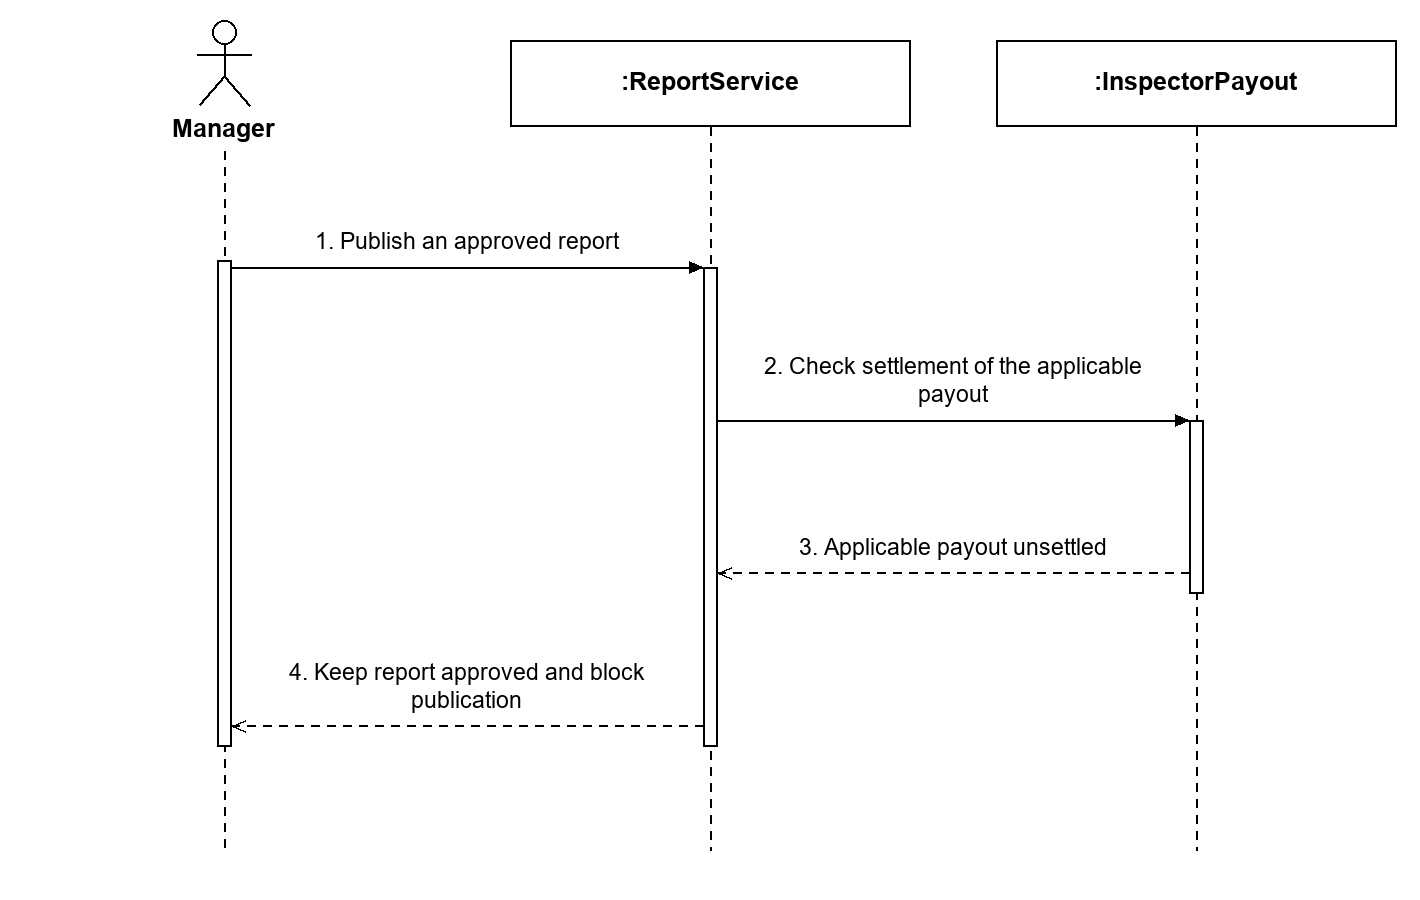 Manager
:ReportService
:InspectorPayout
1. Publish an approved report
2. Check settlement of the applicable
payout
3. Applicable payout unsettled
4. Keep report approved and block
publication